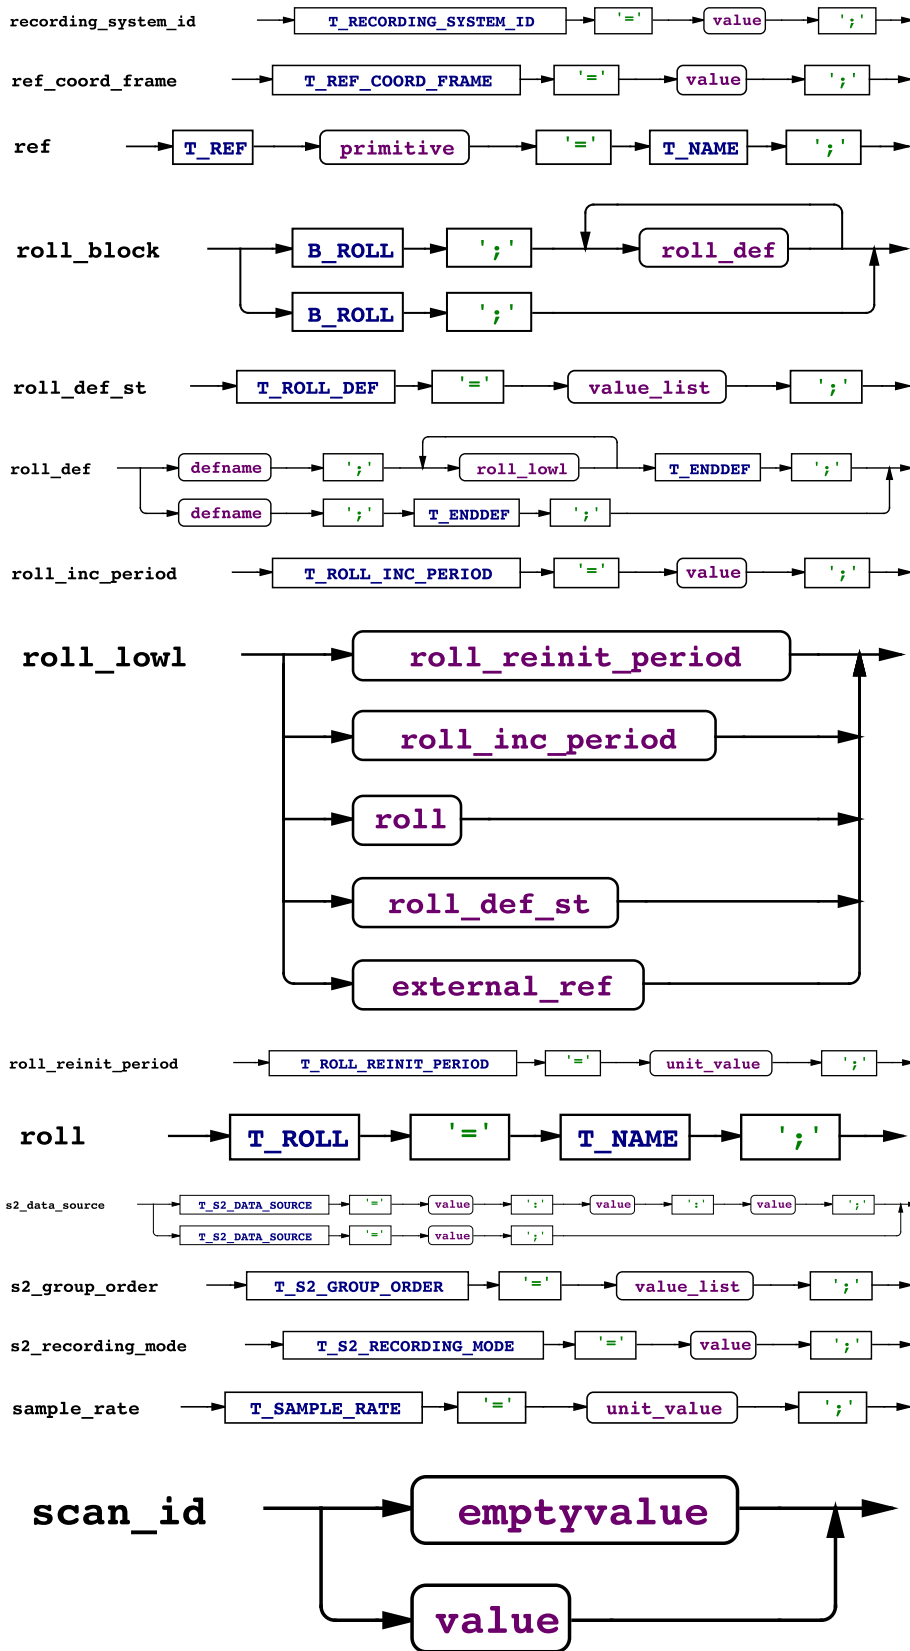 recording_system_id T_RECORDING_SYSTEM_ID '=' value ';'
ref_coord_frame T_REF_COORD_FRAME '=' value ';'
ref T_REF primitive '=' T_NAME ';'
roll_block B_ROLL ';' roll_def
B_ROLL ';'
roll_def_st T_ROLL_DEF '=' value_list ';'
roll_def defname ';' roll_lowl T_ENDDEF ';'
defname ';' T_ENDDEF ';'
roll_inc_period T_ROLL_INC_PERIOD '=' value ';'
roll_lowl roll_reinit_period
roll_inc_period
roll
roll_def_st
external_ref
roll_reinit_period T_ROLL_REINIT_PERIOD '=' unit_value ';'
roll T_ROLL '=' T_NAME ';'
s2_data_source T_S2_DATA_SOURCE '=' value ':' value ':' value ';'
T_S2_DATA_SOURCE '=' value ';'
s2_group_order T_S2_GROUP_ORDER '=' value_list ';'
s2_recording_mode T_S2_RECORDING_MODE '=' value ';'
sample_rate T_SAMPLE_RATE '=' unit_value ';'
scan_id emptyvalue
value